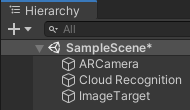 Hierarchy
All
SampleScene*
ARCamera
Cloud Recognition
ImageTarget